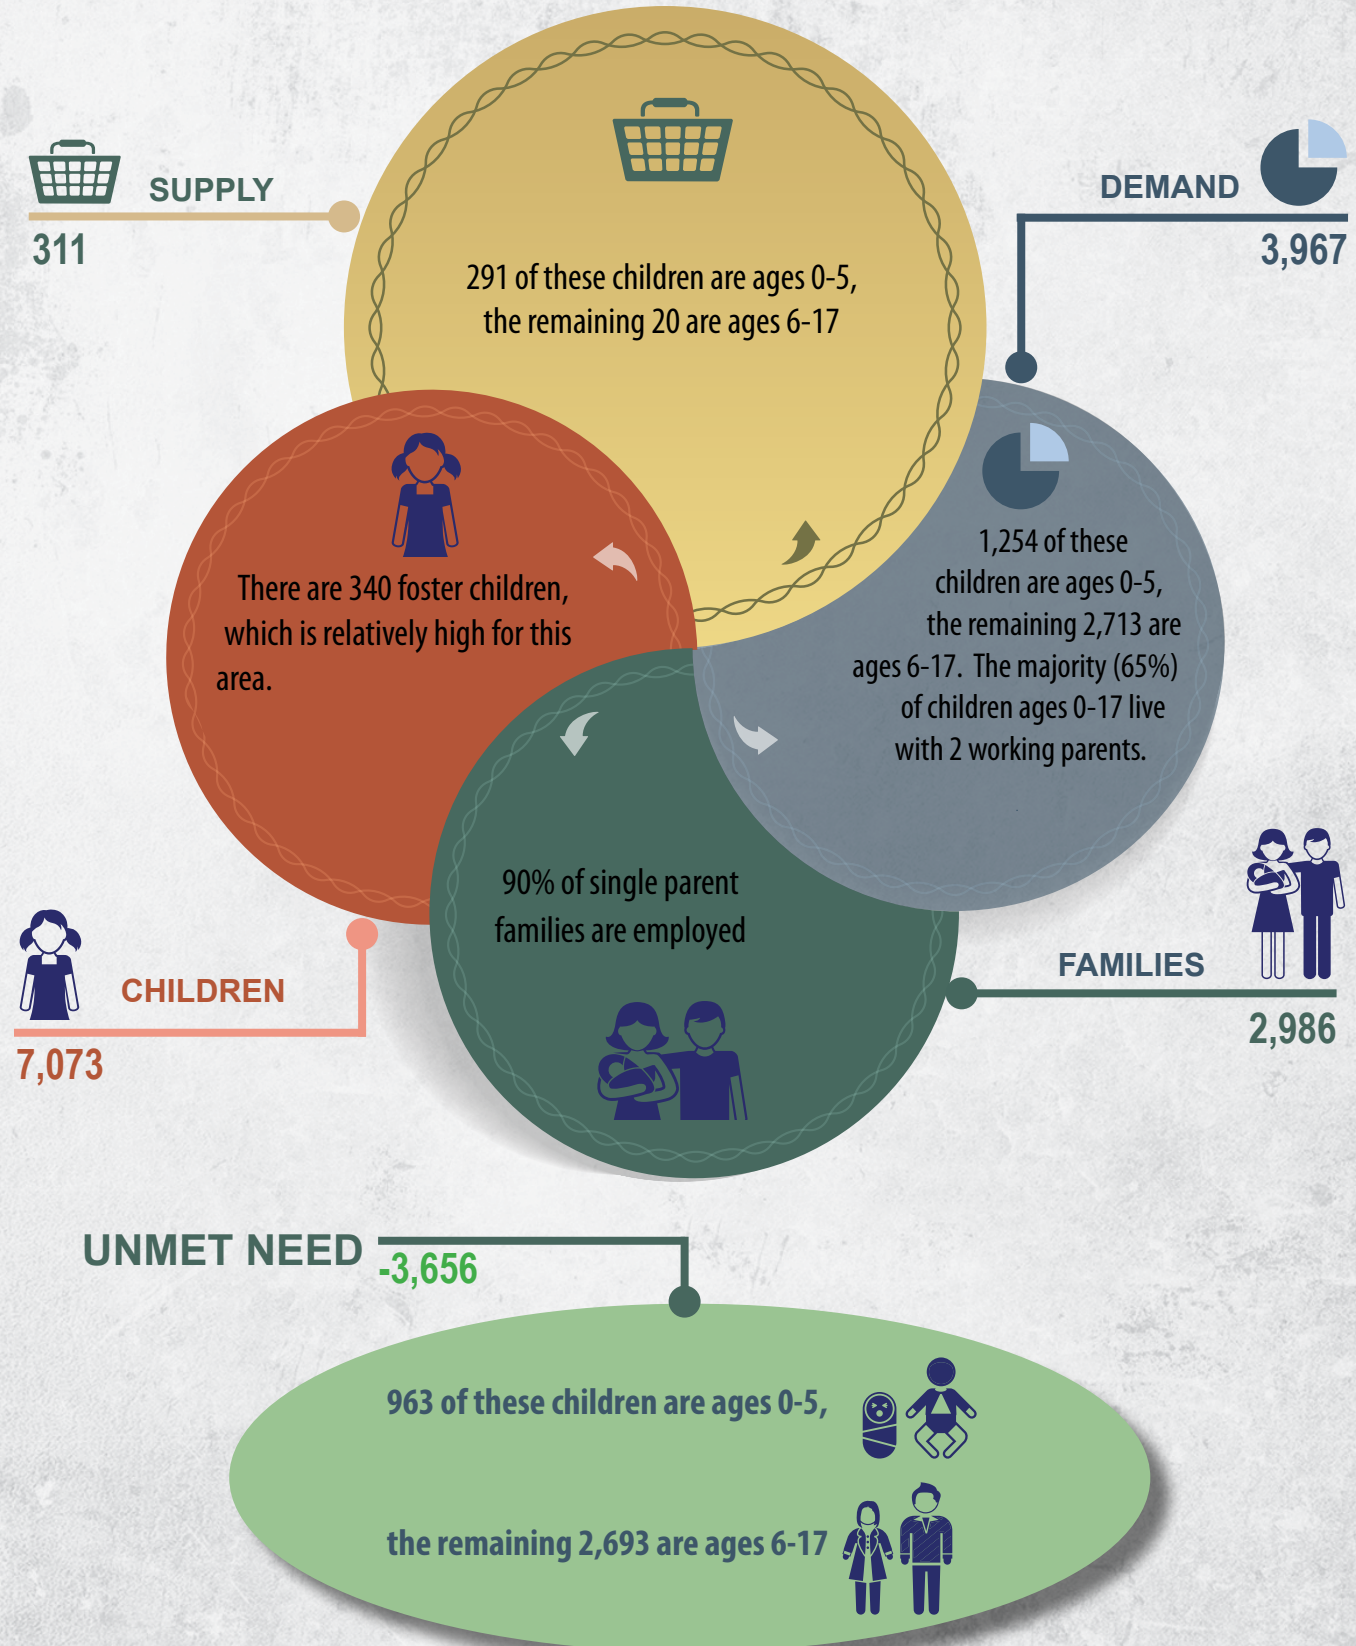 SUPPLY
311
291 of these children are ages 0-5,
the remaining 20 are ages 6-17
DEMAND
3,967
1,254 of these
children are ages 0-5,
the remaining 2,713 are
ages 6-17. The majority (65%)
of children ages 0-17 live
with 2 working parents.
There are 340 foster children,
which is relatively high for this
area.
CHILDREN
7,073
90% of single parent
families are employed
FAMILIES
2,986
UNMET NEED
-3,656
963 of these children are ages 0-5,
the remaining 2,693 are ages 6-17